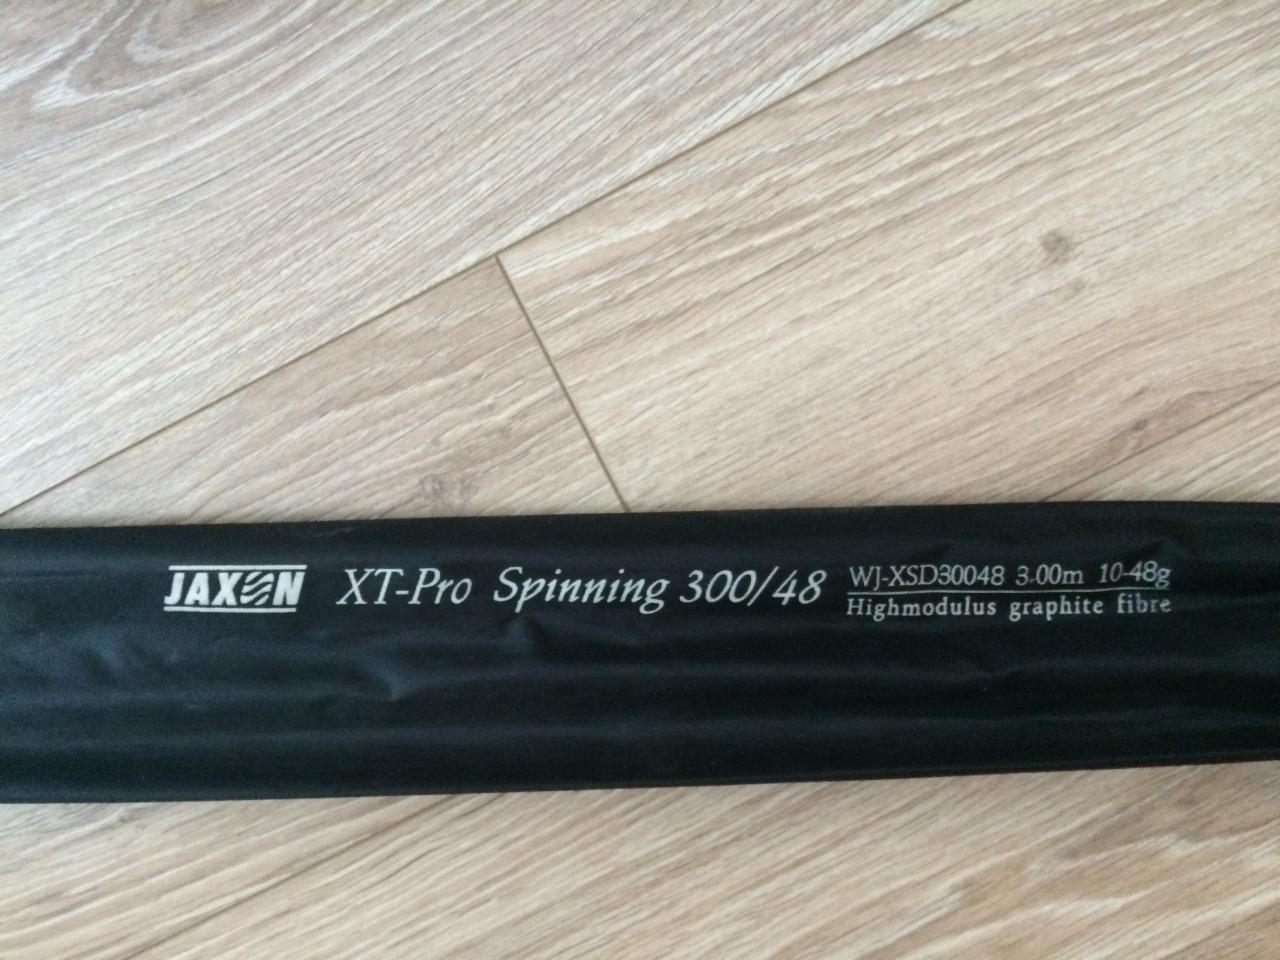 JAXON XT-Pro Spinning 300/48
WJ-XSD30048 3.00m 10-48g
Highmodulus graphite fibre